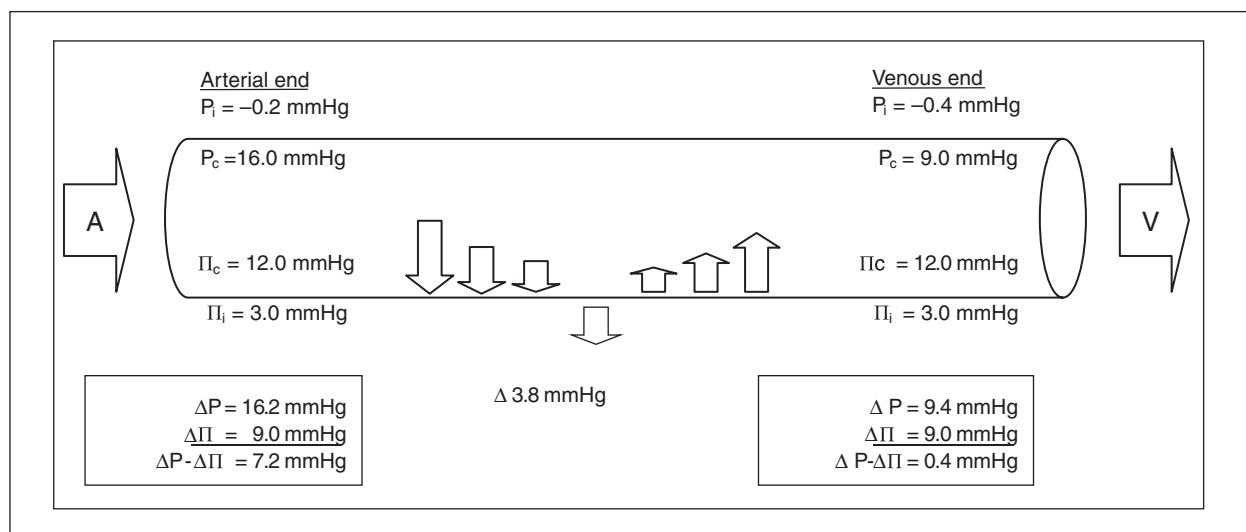 Arterial end
Pi = –0.2 mmHg
Venous end
Pi = –0.4 mmHg
Pc =16.0 mmHg
Pc = 9.0 mmHg
A
V
Πc = 12.0 mmHg
Πc = 12.0 mmHg
Πi = 3.0 mmHg
Πi = 3.0 mmHg
Δ 3.8 mmHg
ΔP = 16.2 mmHg
ΔΠ = 9.0 mmHg
ΔP-ΔΠ = 7.2 mmHg
Δ P = 9.4 mmHg
ΔΠ = 9.0 mmHg
Δ P-ΔΠ = 0.4 mmHg